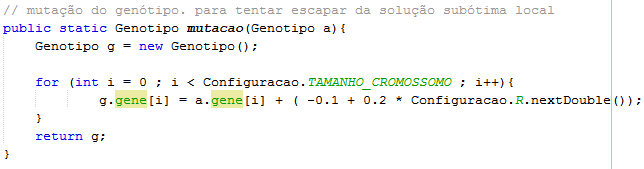 // mutação do genótipo. para tentar escapar da solução subótima local
public static Genotipo mutacao(Genotipo a){
Genotipo g = new Genotipo();
for (int i = 0 ; i < Configuracao.TAMANHO_CROMOSSOMO ; i++){
g.gene[i] = a.gene[i] + ( -0.1 + 0.2 * Configuracao.R.nextDouble());
}
return g;
}